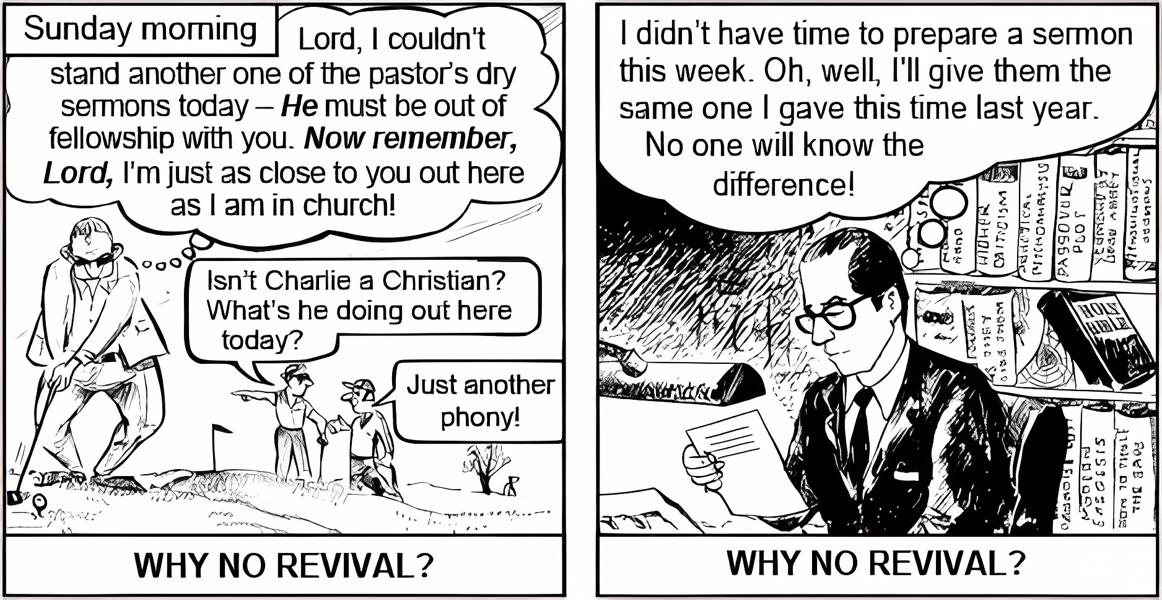 Sunday morning
Lord, I couldn't
stand another one of the pastor's dry
sermons today – He must be out of
fellowship with you. Now remember,
Lord, I'm just as close to you out here
as I am in church!
Isn't Charlie a Christian?
What's he doing out here
today?
Just another
phony!
WHY NO REVIVAL?
I didn't have time to prepare a sermon
this week. Oh, well, I'll give them the
same one I gave this time last year.
No one will know the
difference!
PASSOVER
PLOT
HOLY
BIBLE
WHY NO REVIVAL?